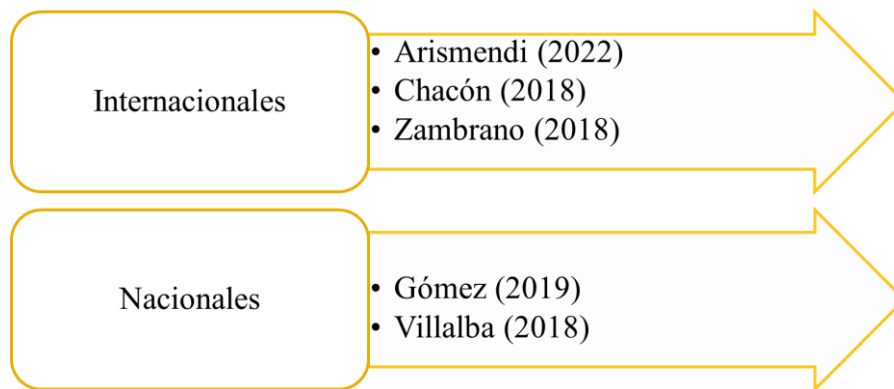 Internacionales
• Arismendi (2022)
• Chacón (2018)
• Zambrano (2018)
Nacionales
• Gómez (2019)
• Villalba (2018)